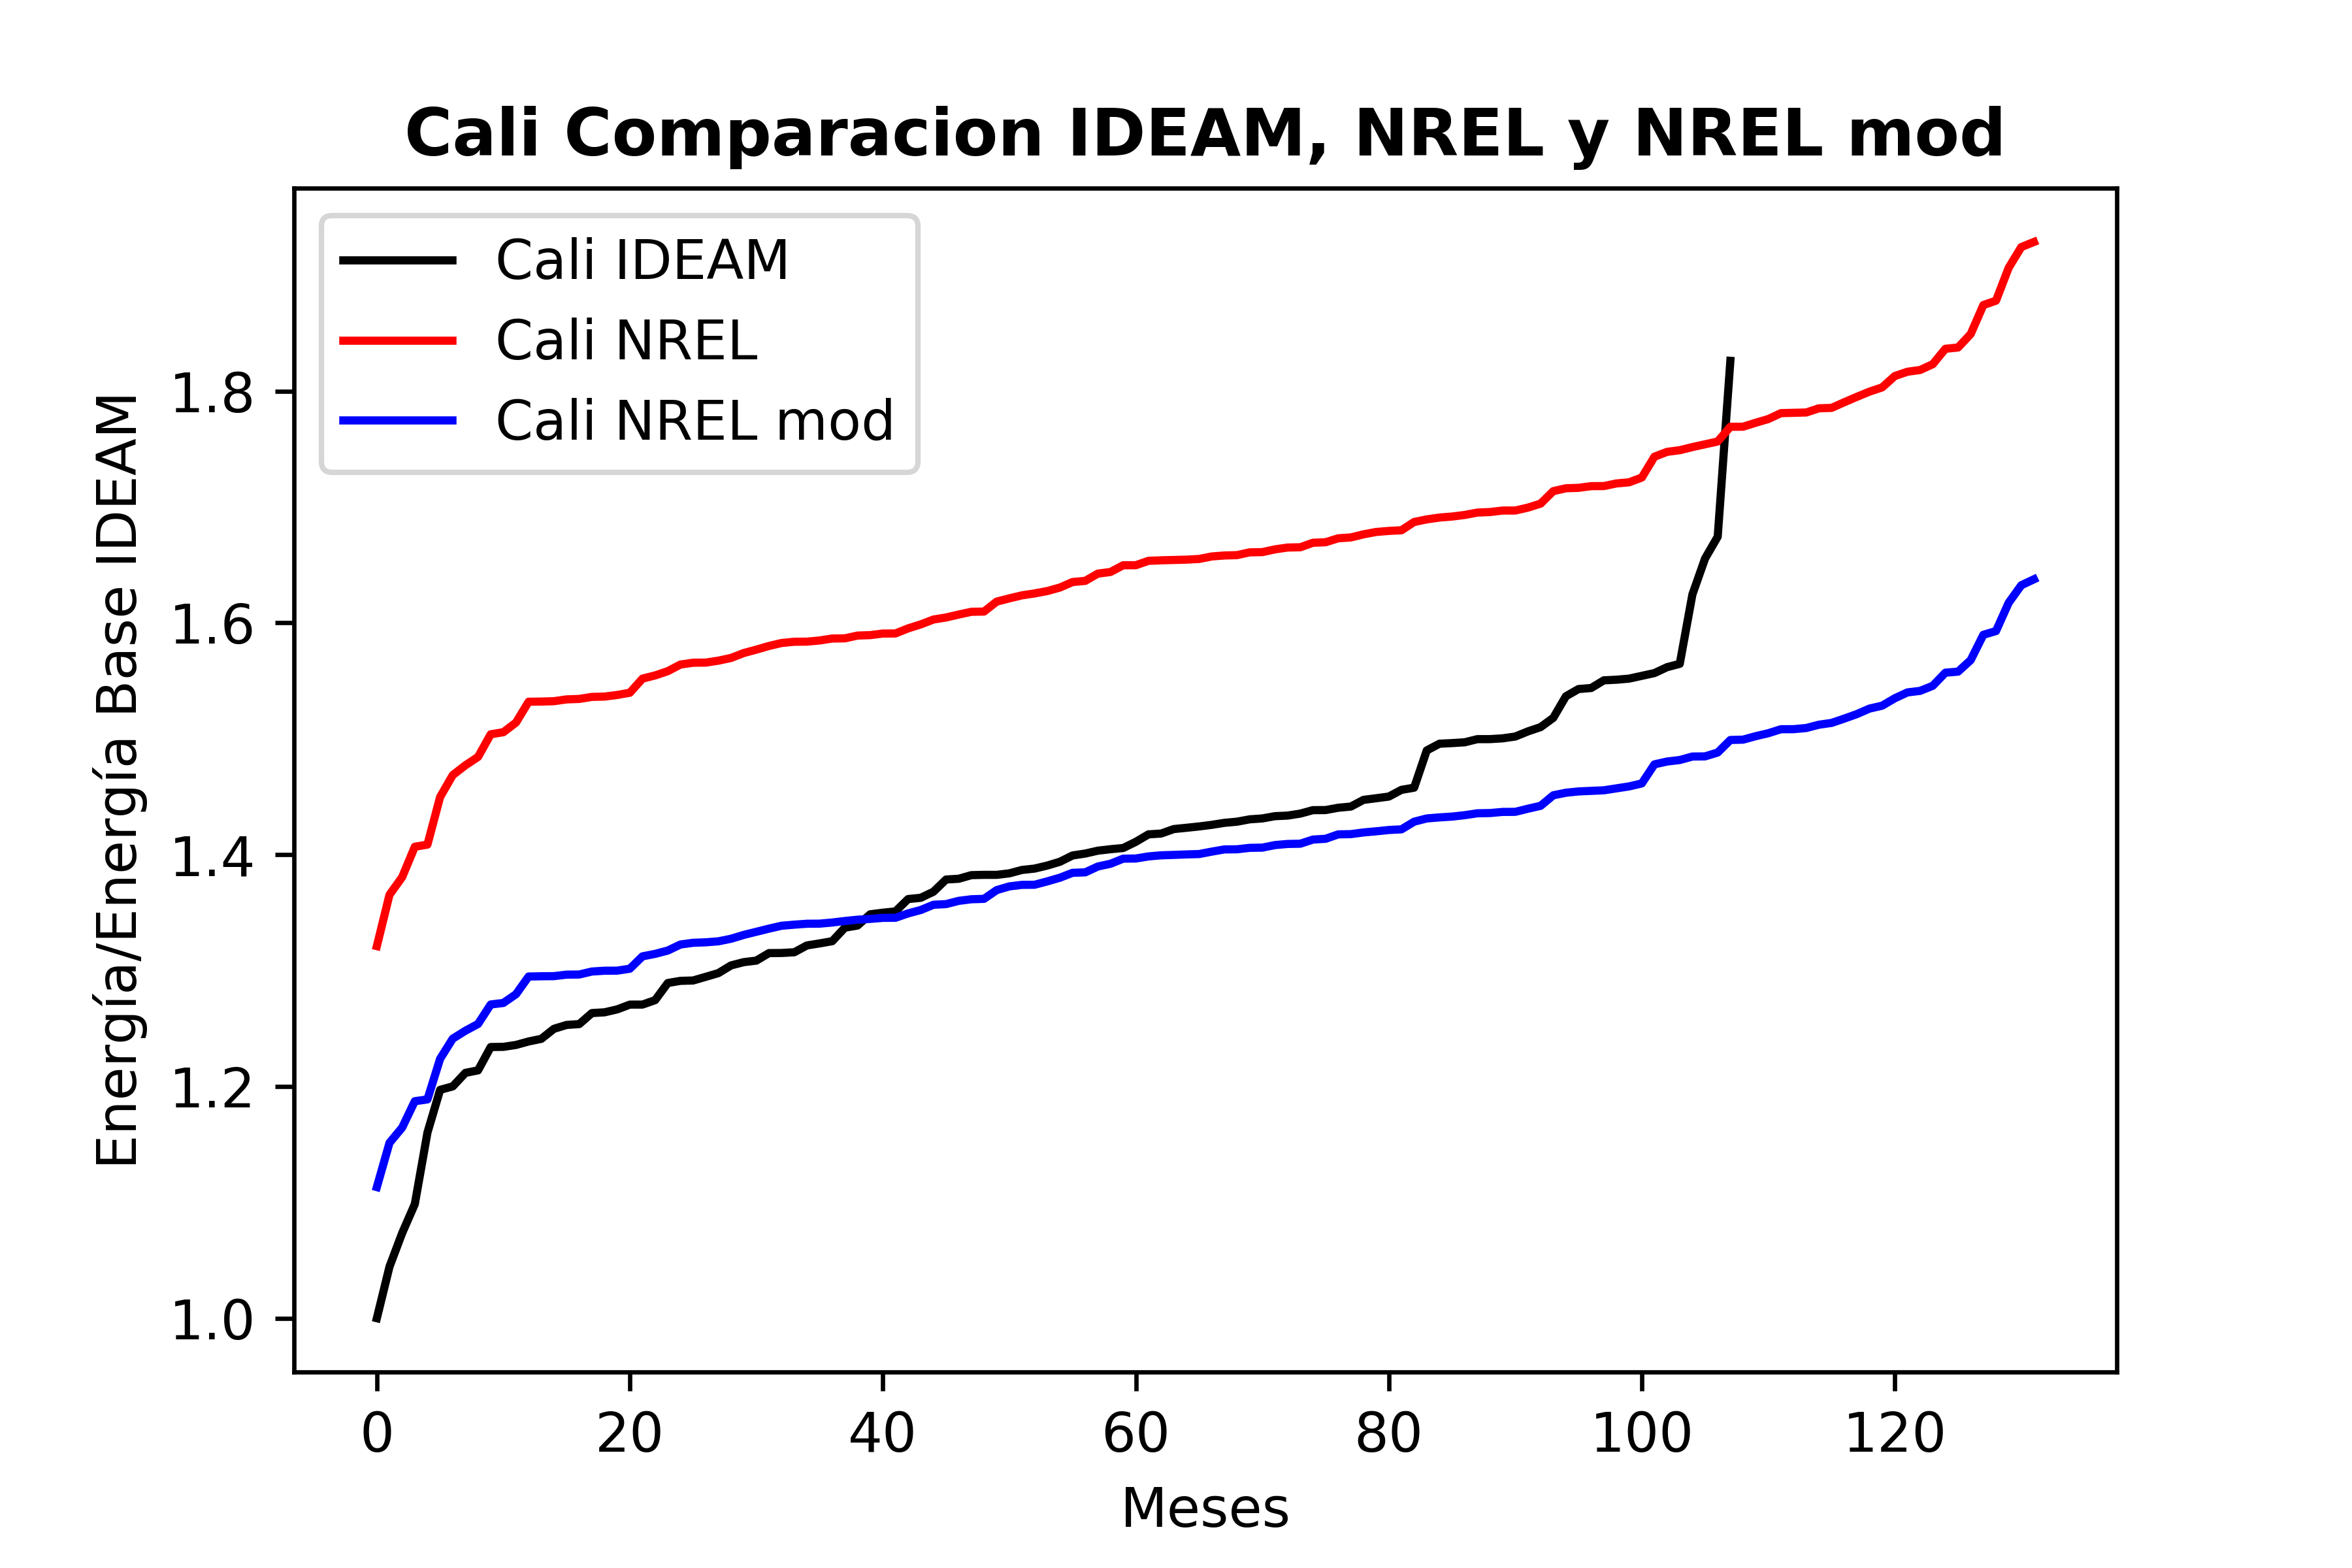 Cali Comparacion IDEAM, NREL y NREL mod
Cali IDEAM
Cali NREL
Cali NREL mod
Energía/Energía Base IDEAM
1.8
1.6
1.4
1.2
1.0
0 20 40 60 80 100 120
Meses